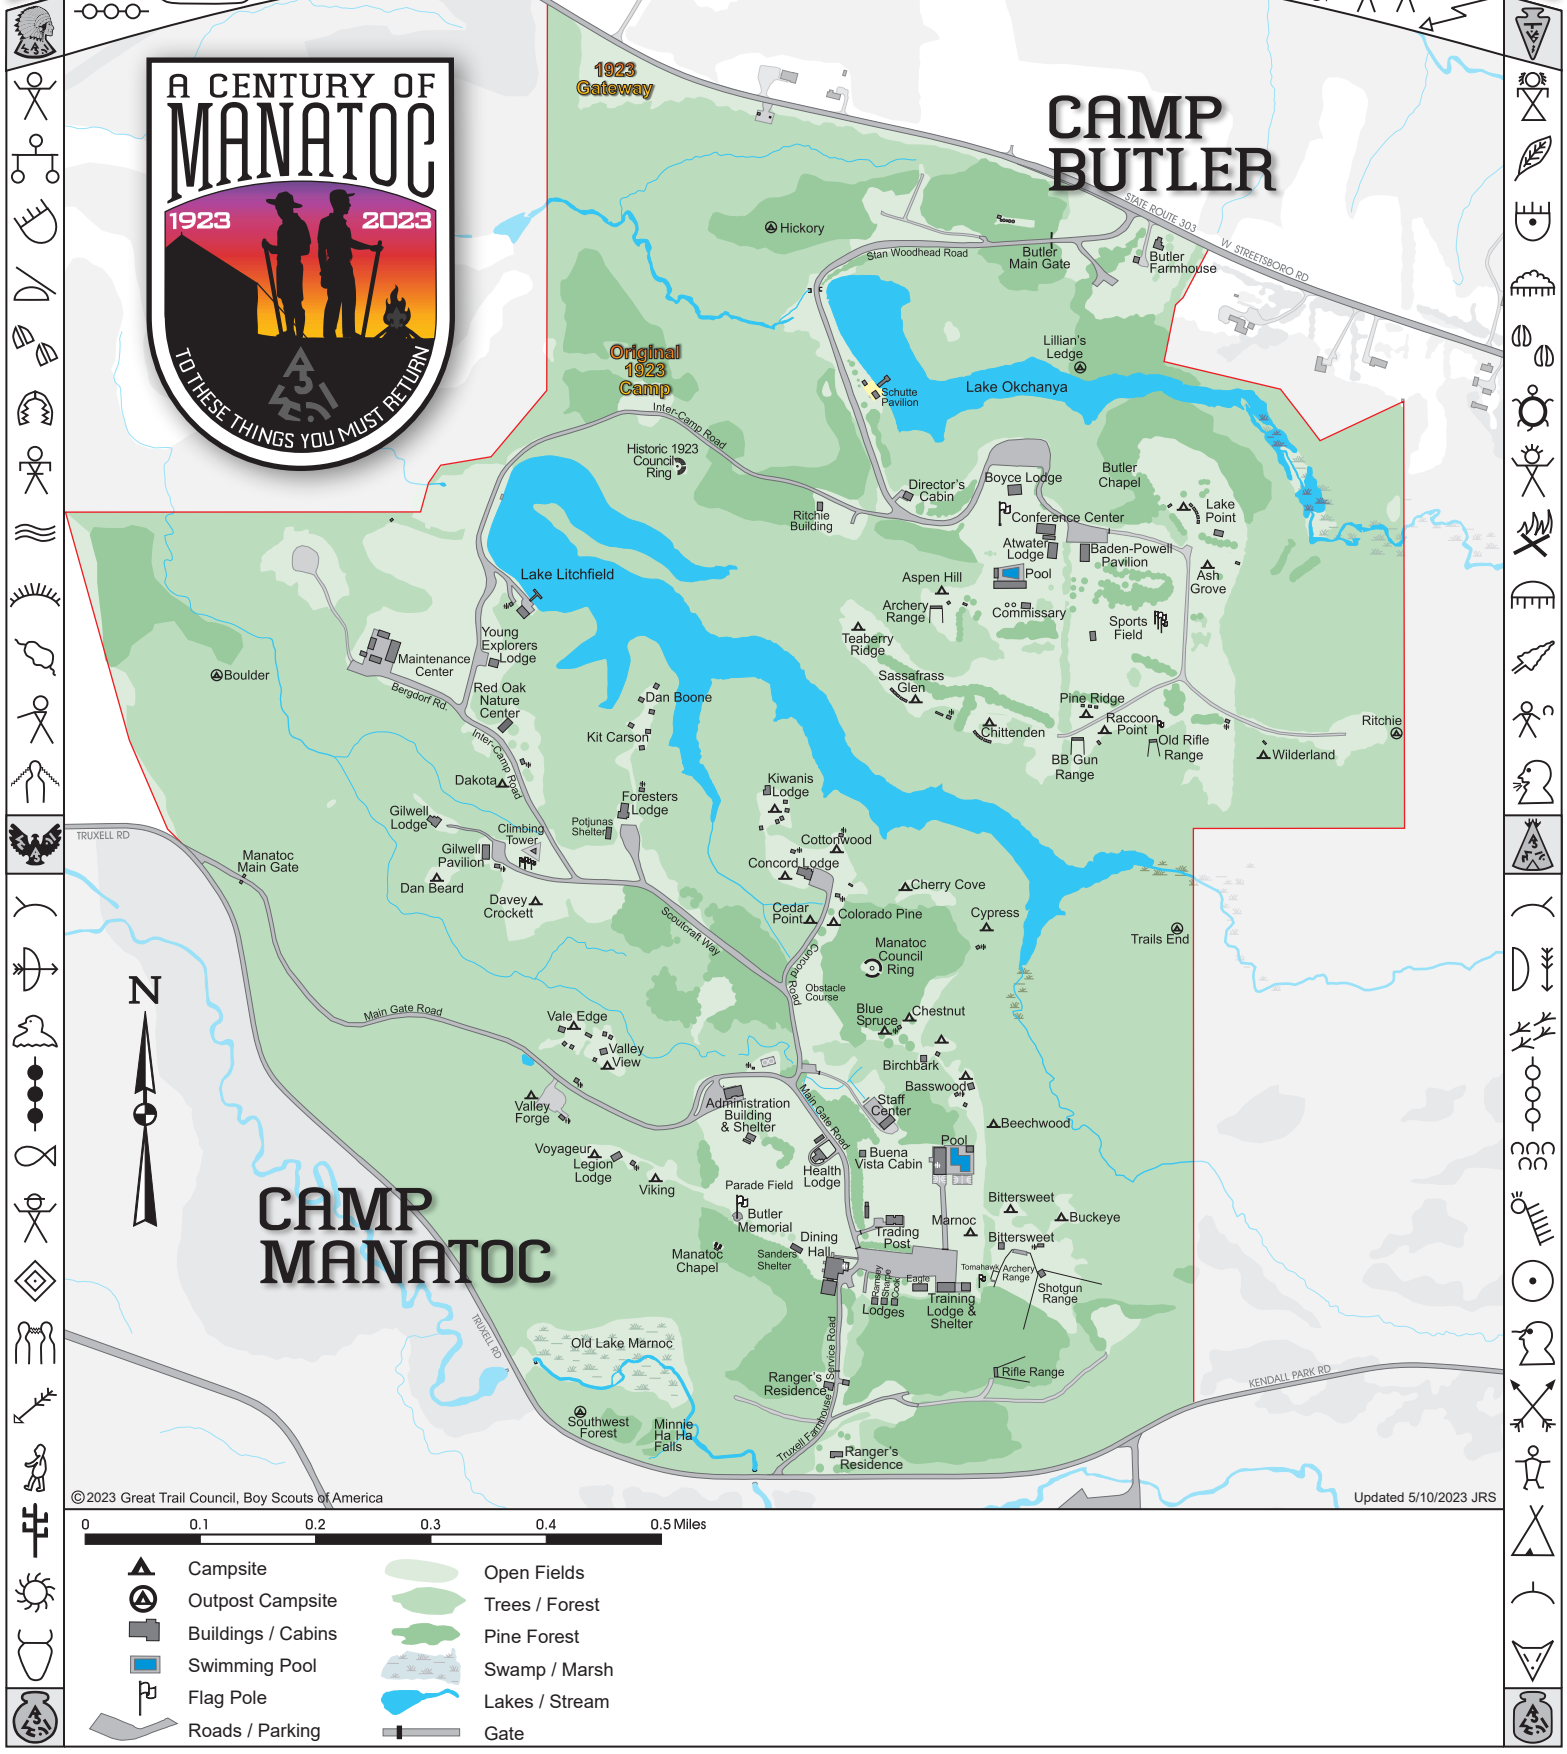 A CENTURY OF
MANATOC
1923
2023
TO THESE THINGS YOU MUST RETURN
1923
Gateway
CAMP
BUTLER
STATE ROUTE 303
W. STREETSBORO RD
Hickory
Stan Woodhead Road
Butler
Main Gate
Butler
Farmhouse
Original
1923
Camp
Lillian's
Ledge
Lake Okchanya
Schutte
Pavilion
Inter-Camp Road
Historic 1923
Council
Ring
Director's
Cabin
Boyce Lodge
Butler
Chapel
Ritchie
Building
Conference Center
Lake
Point
Atwater
Lodge
Baden-Powell
Pavilion
Pool
Aspen Hill
Ash
Grove
Archery
Range
Commissary
Sports
Field
Teaberry
Ridge
Lake Litchfield
Young
Explorers
Lodge
Maintenance
Center
Bergdorf Rd.
Red Oak
Nature
Center
Boulder
Sassafrass
Glen
Dan Boone
Kit Carson
Pine Ridge
Raccoon
Point
Chittenden
Old Rifle
Range
BB Gun
Range
Ritchie
Wilderland
Inter-Camp Road
Dakota
Kiwanis
Lodge
Foresters
Lodge
Gilwell
Lodge
Potjunas
Shelter
Climbing
Tower
Gilwell
Pavilion
Cottonwood
Concord Lodge
TRUXELL RD
Manatoc
Main Gate
Dan Beard
Davey
Crockett
Cherry Cove
Cedar
Point
Colorado Pine
Cypress
Scoutcraft Way
Trails End
Manatoc
Council
Ring
Concord Road
Obstacle
Course
Blue
Spruce
Chestnut
N
Main Gate Road
Vale Edge
Valley
View
Birchbark
Basswood
Valley
Forge
Administration
Building
& Shelter
Main Gate Road
Staff
Center
Beechwood
Pool
Voyageur
Legion
Lodge
Viking
Buena
Vista Cabin
Health
Lodge
Parade Field
Butler
Memorial
CAMP
MANATOC
Bittersweet
Buckeye
Marnoc
Trading
Post
Bittersweet
Dining
Hall
Sanders
Shelter
Manatoc
Chapel
Tomahawk
Archery
Range
Shotgun
Range
Ramsey
Sharpe
Cook
Eagle
Lodges
Training
Lodge &
Shelter
TRUXELL RD
Old Lake Marnoc
Rifle Range
Ranger's
Residence
Truxell Farmhouse Service Road
KENDALL PARK RD
Southwest
Forest
Minnie
Ha Ha
Falls
Ranger's
Residence
©2023 Great Trail Council, Boy Scouts of America
Updated 5/10/2023 JRS
0 0.1 0.2 0.3 0.4 0.5 Miles
Campsite
Outpost Campsite
Buildings / Cabins
Swimming Pool
Flag Pole
Roads / Parking
Open Fields
Trees / Forest
Pine Forest
Swamp / Marsh
Lakes / Stream
Gate